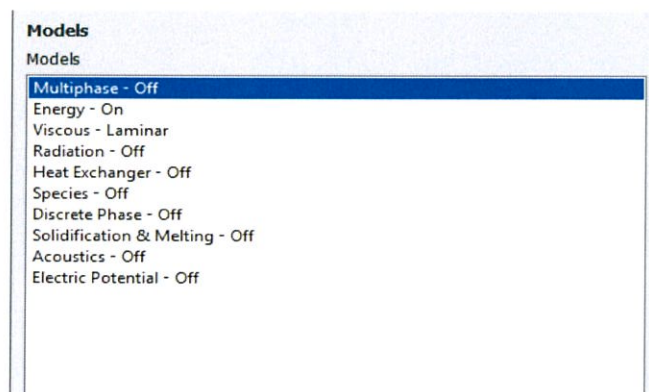 Models
Models
Multiphase - Off
Energy - On
Viscous - Laminar
Radiation - Off
Heat Exchanger - Off
Species - Off
Discrete Phase - Off
Solidification & Melting - Off
Acoustics - Off
Electric Potential - Off